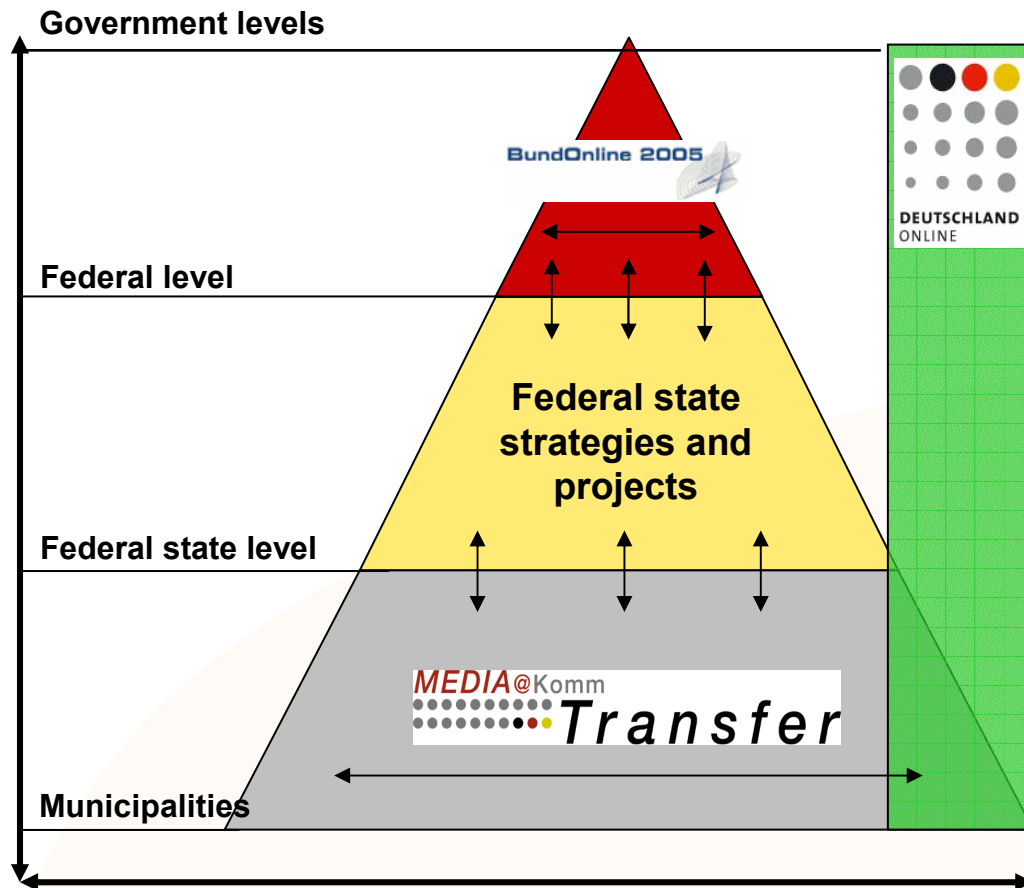 Government levels
BundOnline 2005
DEUTSCHLAND
ONLINE
Federal level
Federal state
strategies and
projects
Federal state level
MEDIA@Komm
Transfer
Municipalities